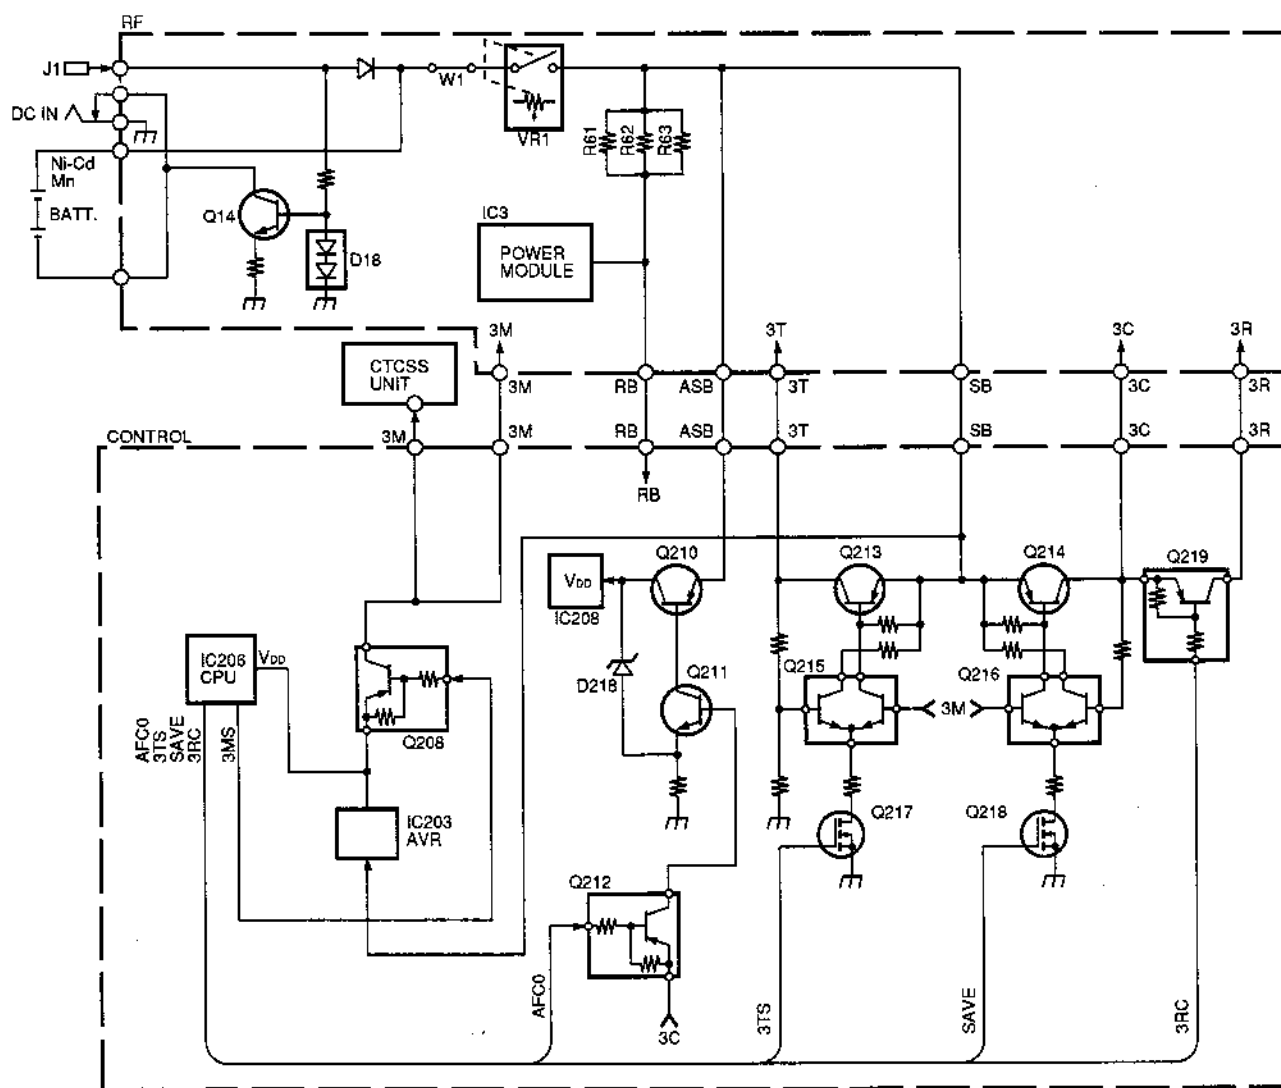 RF
J1
W1
DC IN
VR1
R61
R62
R63
Ni-Cd
Mn
BATT.
Q14
D18
IC3
POWER
MODULE
3M
3T
3C
3R
CTCSS
UNIT
3M
RB
ASB
3T
SB
3C
3R
CONTROL
3M
3M
RB
ASB
3T
SB
3C
3R
RB
Q210
Q213
Q214
Q219
VDD
IC208
IC206
CPU
VDD
D218
Q211
Q215
Q216
3M
Q208
AFC0
3TS
SAVE
3RC
3MS
IC203
AVR
Q217
Q218
Q212
AFC0
3C
3TS
SAVE
3RC